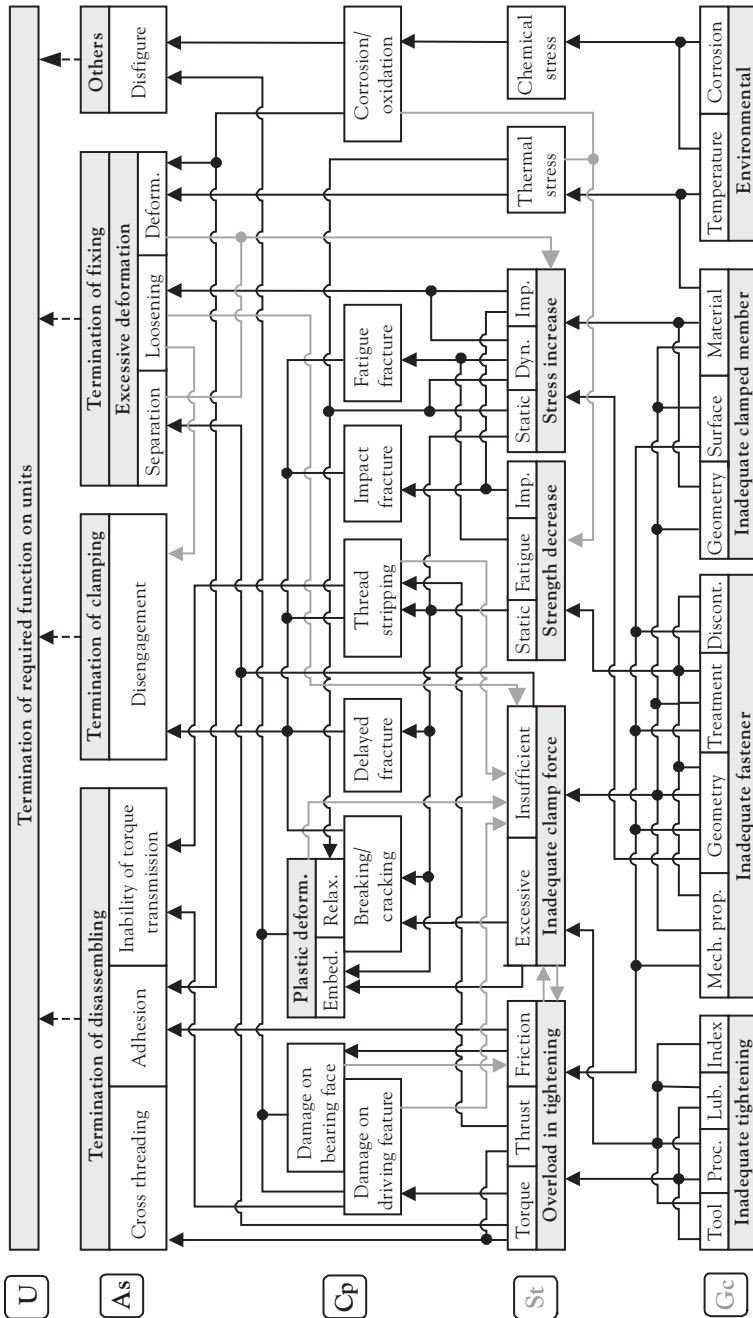 U
Termination of required function on units
As
Termination of disassembling
Cross threading
Adhesion
Inability of torque
transmission
Termination of clamping
Disengagement
Termination of fixing
Excessive deformation
Separation
Loosening
Deform.
Others
Disfigure
Cp
Damage on
bearing face
Damage on
driving feature
Plastic deform.
Embed.
Relax.
Breaking/
cracking
Delayed
fracture
Thread
stripping
Impact
fracture
Fatigue
fracture
Corrosion/
oxidation
St
Torque
Thrust
Friction
Overload in tightening
Excessive
Insufficient
Inadequate clamp force
Static
Fatigue
Imp.
Strength decrease
Static
Dyn.
Imp.
Stress increase
Thermal
stress
Chemical
stress
Gc
Tool
Proc.
Lub.
Index
Inadequate tightening
Mech. prop.
Geometry
Treatment
Discont.
Inadequate fastener
Geometry
Surface
Material
Inadequate clamped member
Temperature
Corrosion
Environmental